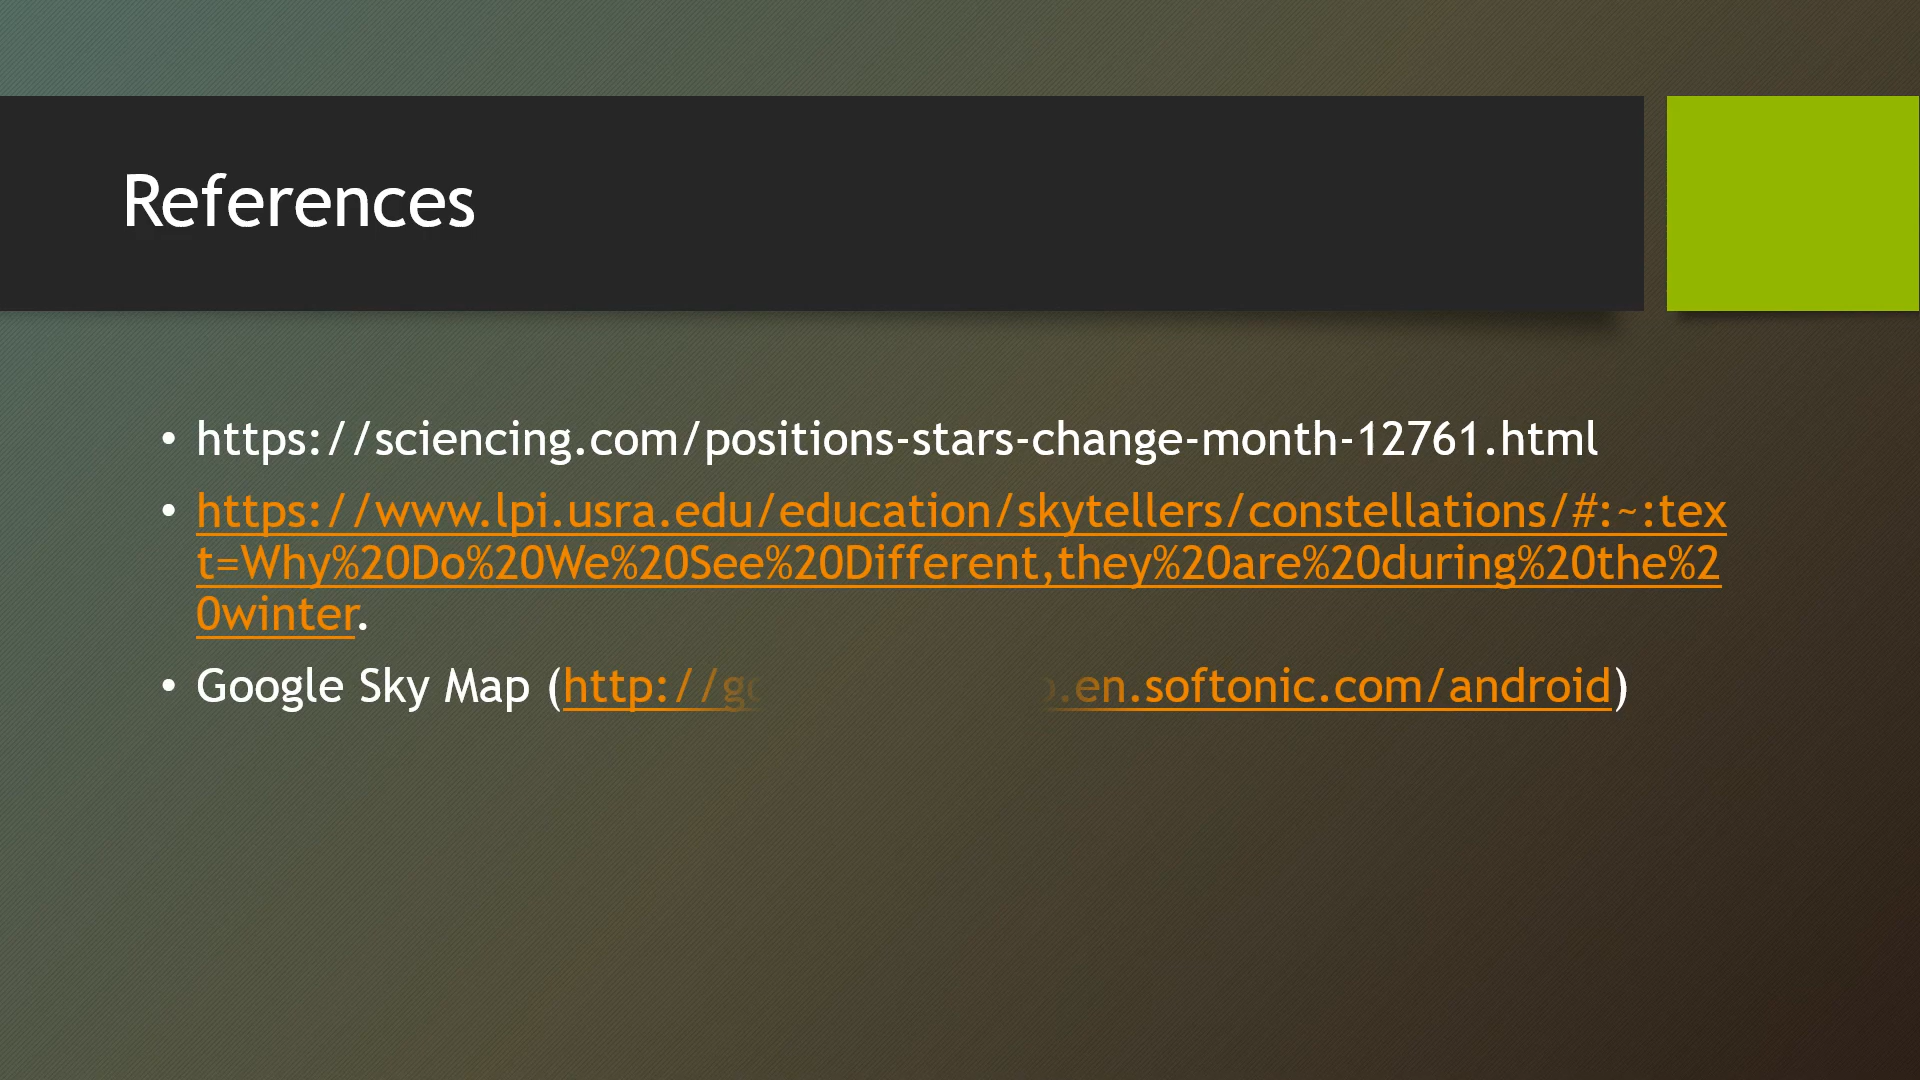 References
• https://sciencing.com/positions-stars-change-month-12761.html
• https://www.lpi.usra.edu/education/skytellers/constellations/#:~:tex
t=Why%20Do%20We%20See%20Different,they%20are%20during%20the%2
0winter.
• Google Sky Map (http://go .en.softonic.com/android)